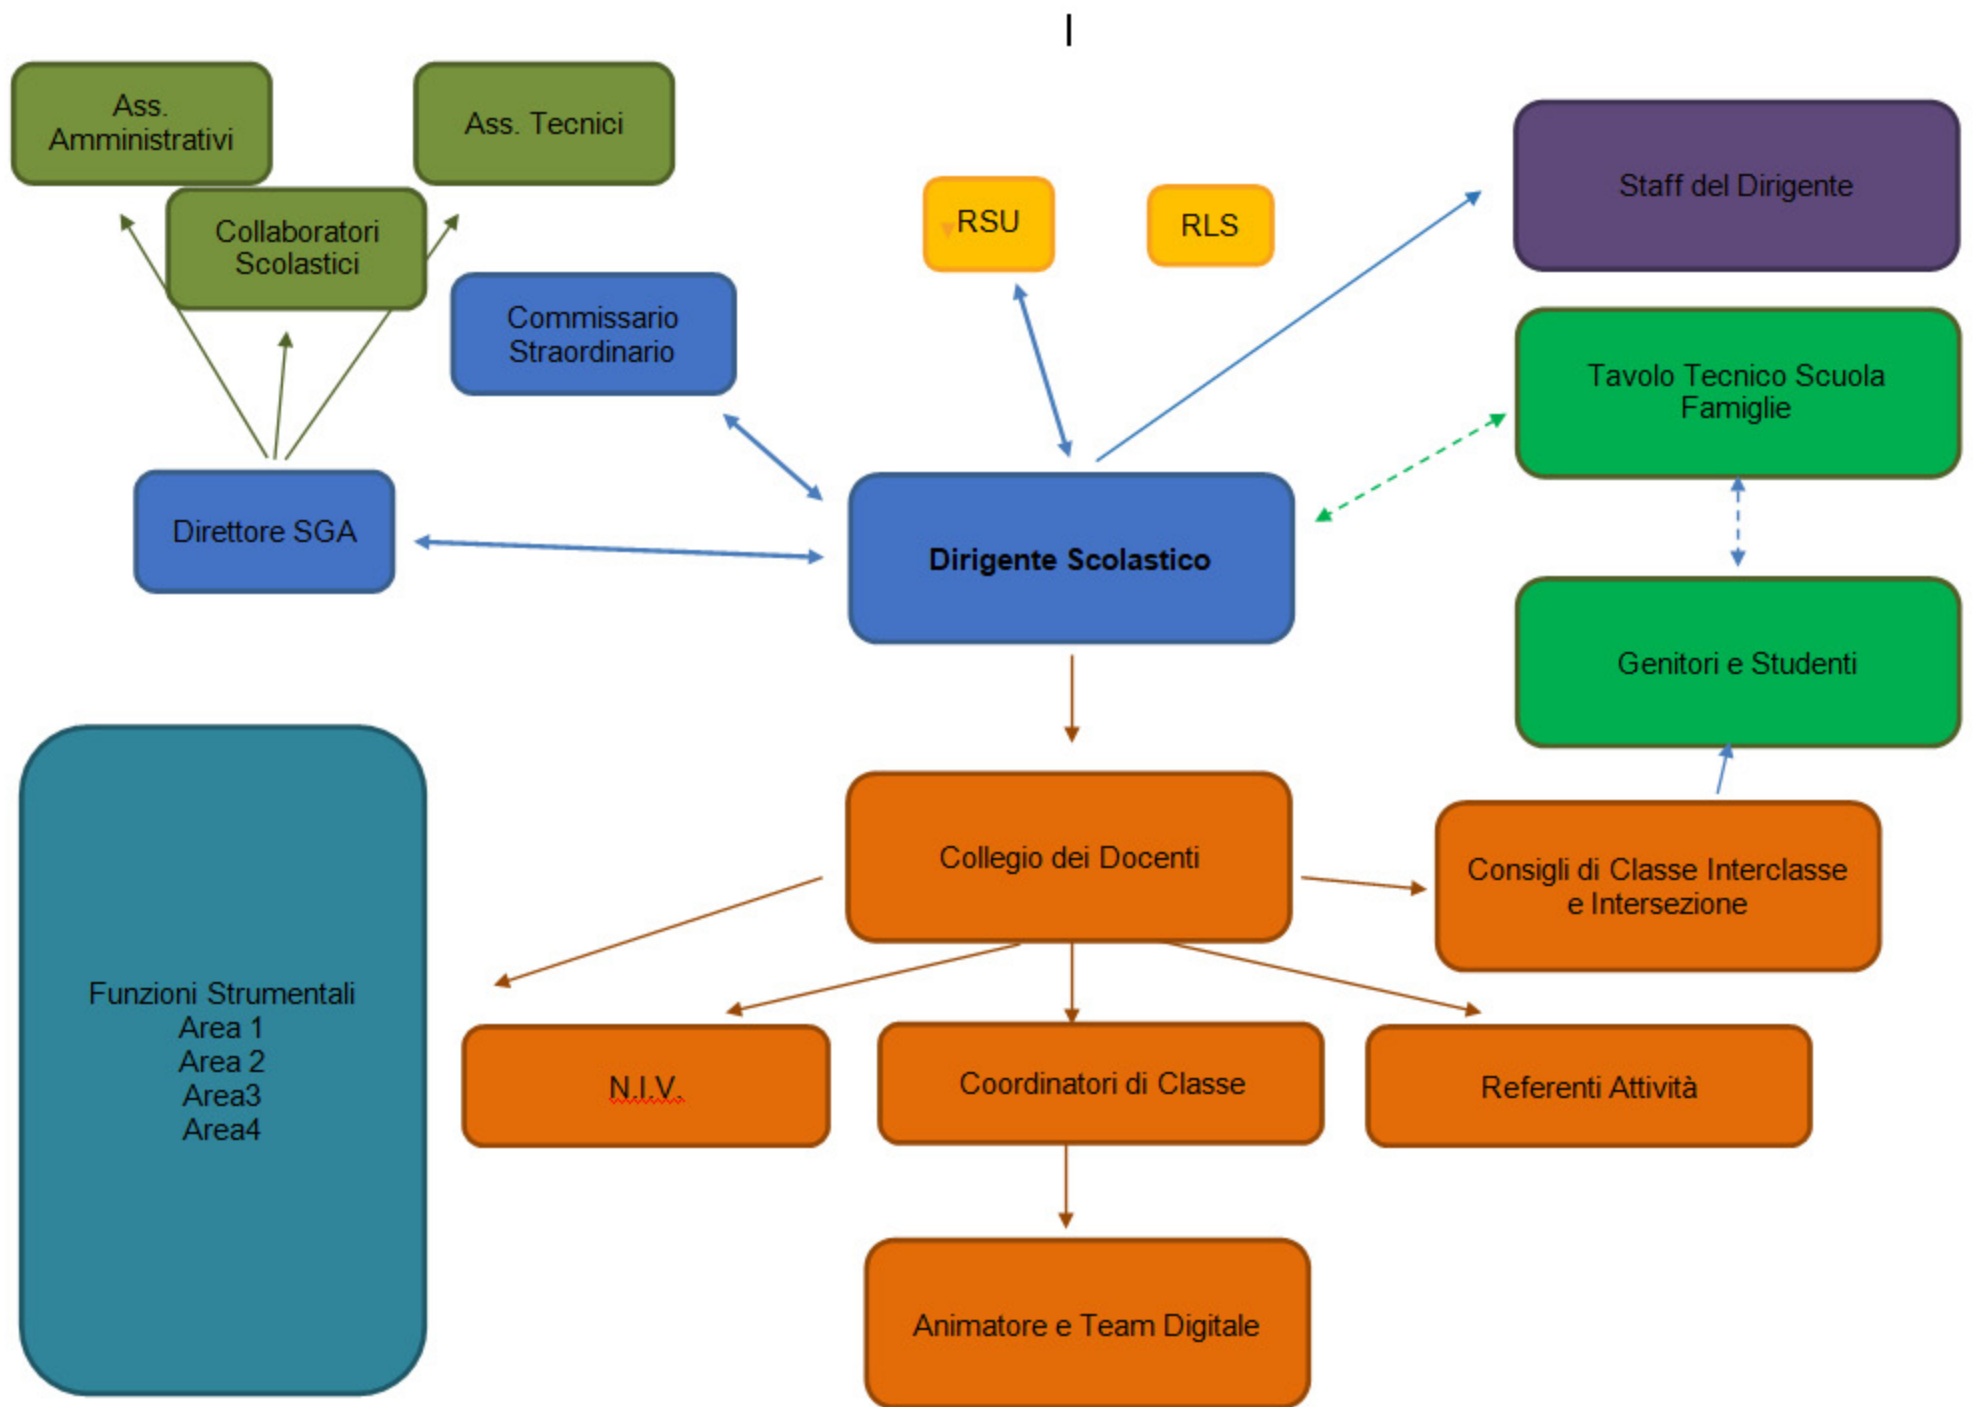 Ass.
Amministrativi
Ass. Tecnici
Collaboratori
Scolastici
RSU
RLS
Staff del Dirigente
Commissario
Straordinario
Tavolo Tecnico Scuola
Famiglie
Direttore SGA
Dirigente Scolastico
Genitori e Studenti
Collegio dei Docenti
Consigli di Classe Interclasse
e Intersezione
Funzioni Strumentali
Area 1
Area 2
Area3
Area4
N.I.V.
Coordinatori di Classe
Referenti Attività
Animatore e Team Digitale